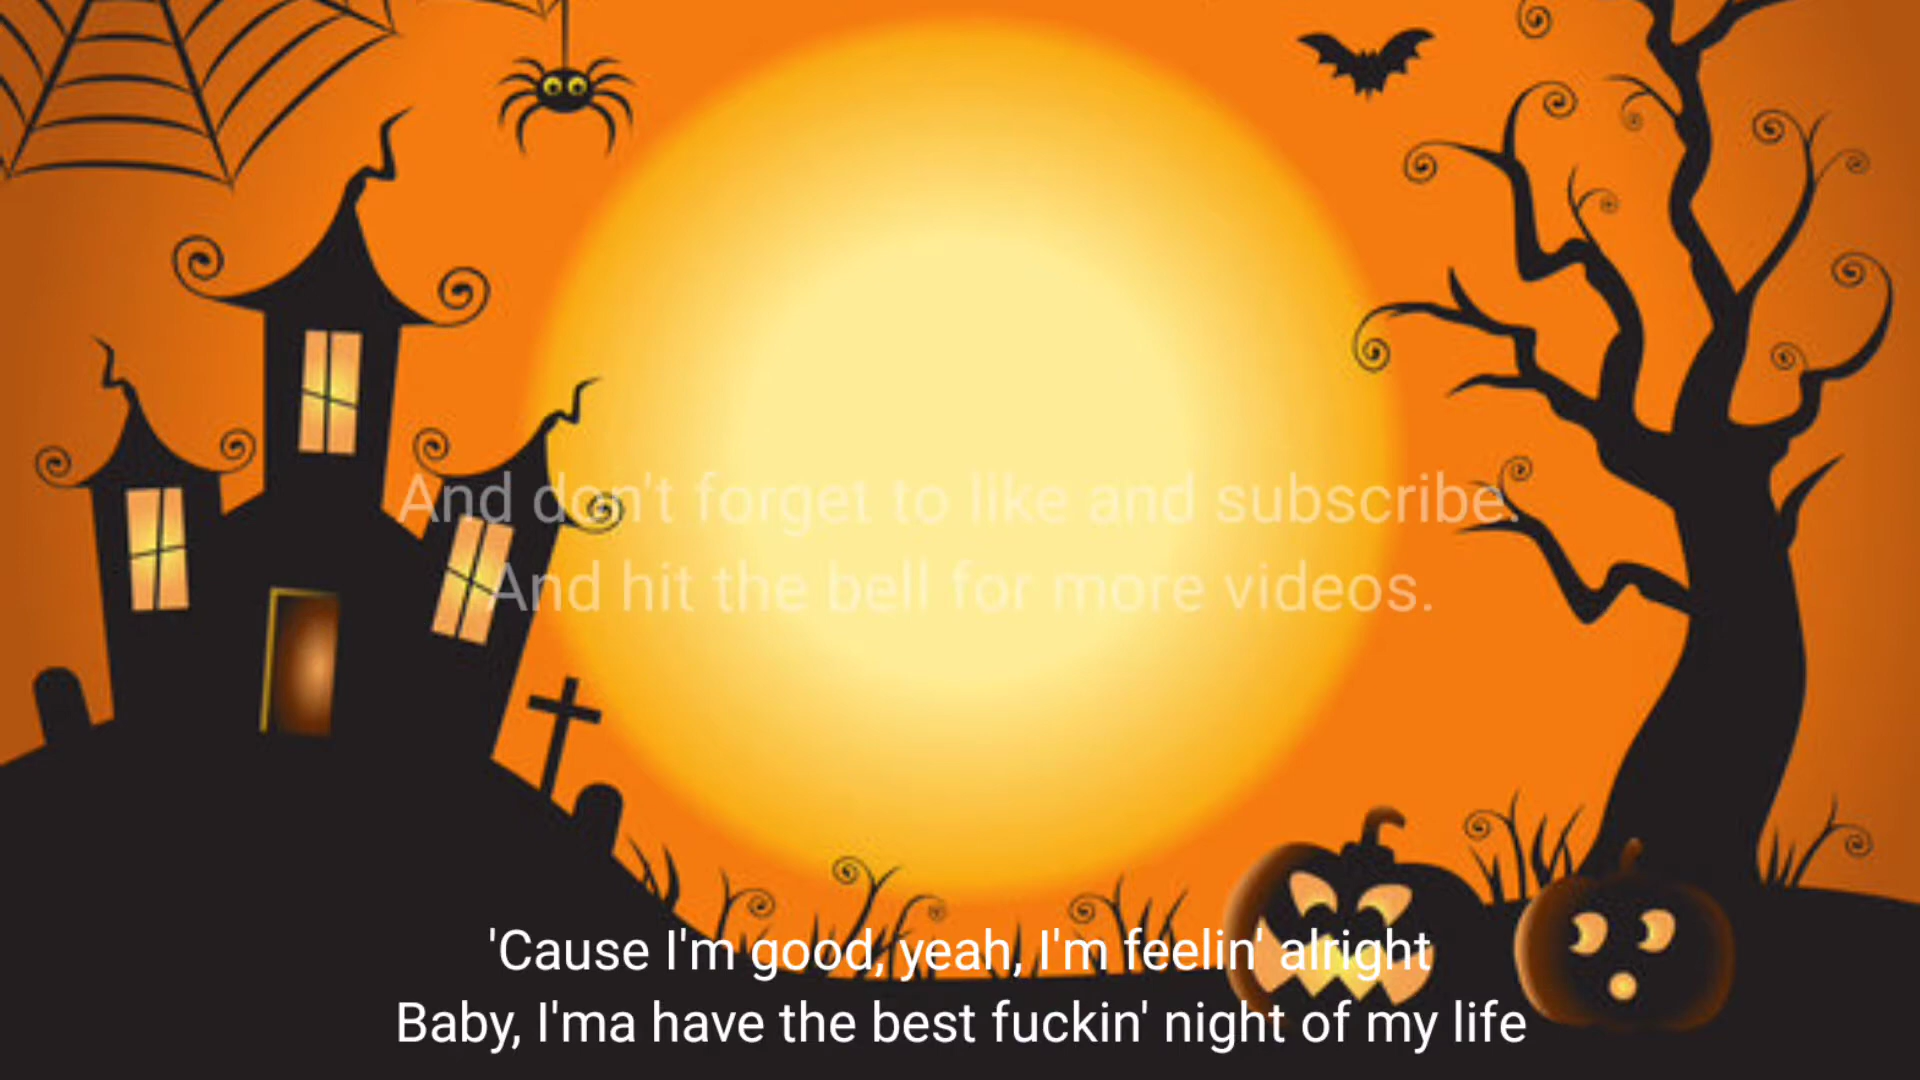 And don't forget to like and subscribe.
And hit the bell for more videos.
'Cause I'm good, yeah, I'm feelin' alright
Baby, I'ma have the best fuckin' night of my life